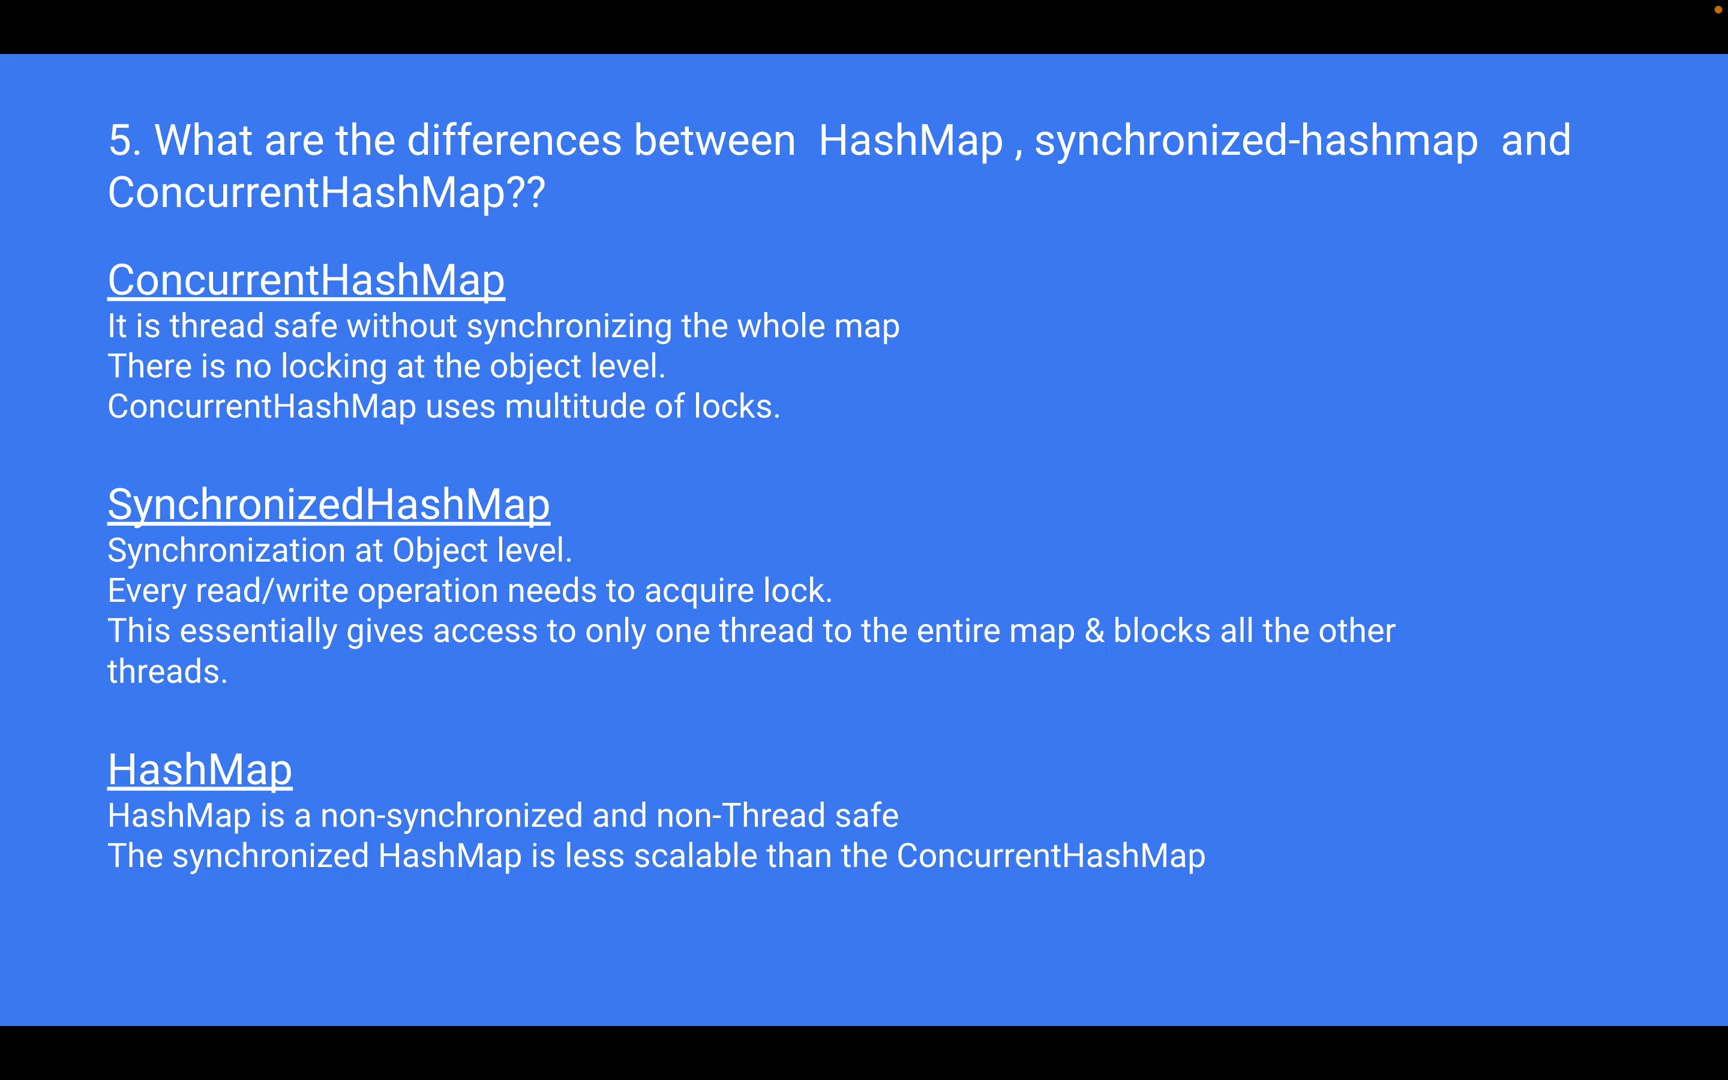 5. What are the differences between  HashMap , synchronized-hashmap  and
ConcurrentHashMap??
ConcurrentHashMap
It is thread safe without synchronizing the whole map
There is no locking at the object level.
ConcurrentHashMap uses multitude of locks.
SynchronizedHashMap
Synchronization at Object level.
Every read/write operation needs to acquire lock.
This essentially gives access to only one thread to the entire map & blocks all the other
threads.
HashMap
HashMap is a non-synchronized and non-Thread safe
The synchronized HashMap is less scalable than the ConcurrentHashMap